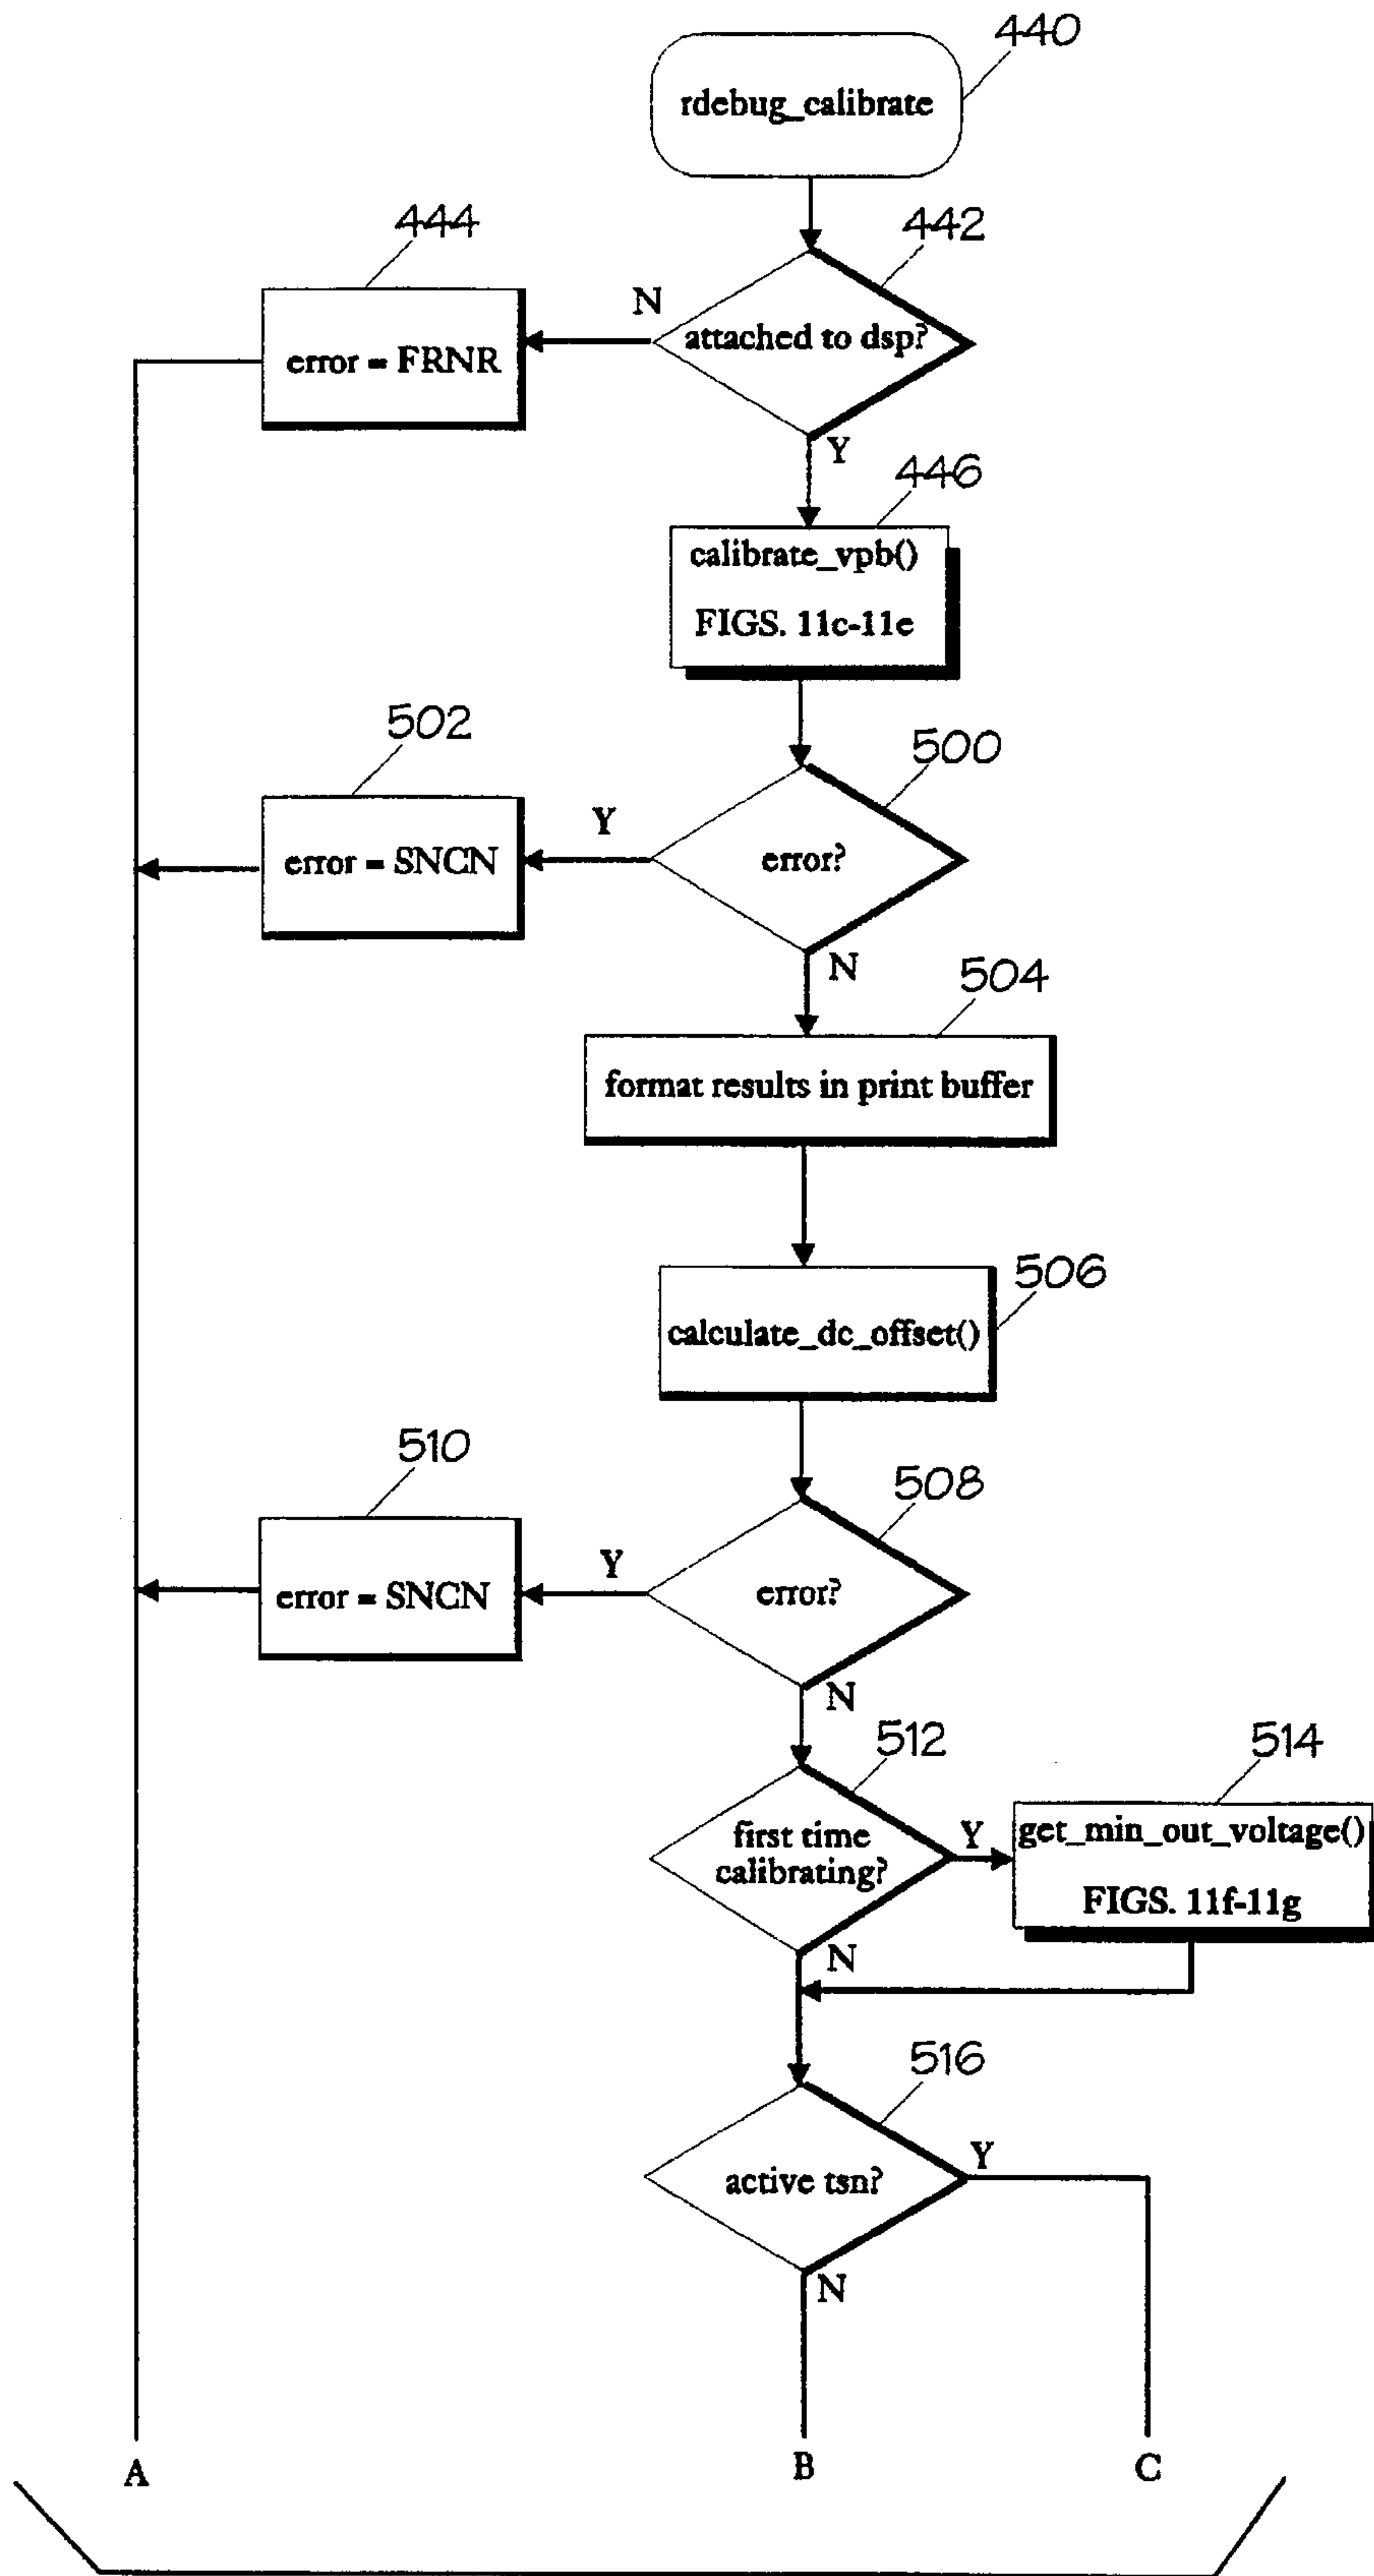 440
rdebug_calibrate
444
442
N
attached to dsp?
error = FRNR
Y
446
calibrate_vpb()
FIGS. 11c-11e
502
500
Y
error = SNCN
error?
N
504
format results in print buffer
506
calculate_dc_offset()
510
508
Y
error = SNCN
error?
N
512
514
first time
calibrating?
Y
get_min_out_voltage()
FIGS. 11f-11g
N
516
active tsn?
Y
N
A
B
C